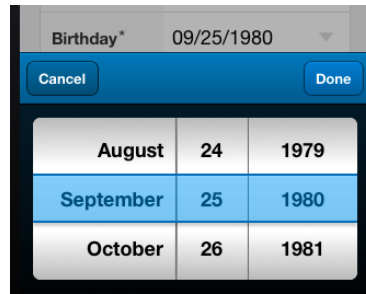 Birthday* 09/25/1980
Cancel Done
August 24 1979
September 25 1980
October 26 1981